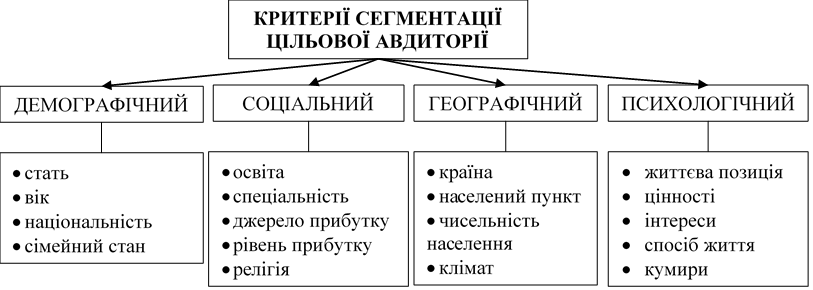 КРИТЕРІЇ СЕГМЕНТАЦІЇ
ЦІЛЬОВОЇ АВДИТОРІЇ
ДЕМОГРАФІЧНИЙ
СОЦІАЛЬНИЙ
ГЕОГРАФІЧНИЙ
ПСИХОЛОГІЧНИЙ
• стать
• вік
• національність
• сімейний стан
• освіта
• спеціальність
• джерело прибутку
• рівень прибутку
• релігія
• країна
• населений пункт
• чисельність
населення
• клімат
• життєва позиція
• цінності
• інтереси
• спосіб життя
• кумири